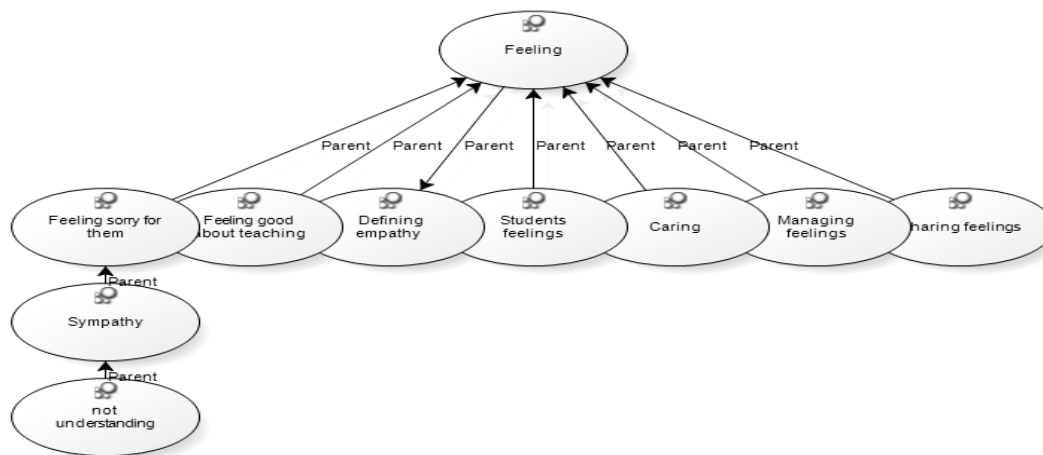 Feeling
Parent Parent Parent Parent Parent Parent Parent
Feeling sorry for
them
Feeling good
about teaching
Defining
empathy
Students
feelings
Caring
Managing
feelings
haring feelings
Parent
Sympathy
Parent
not
understanding